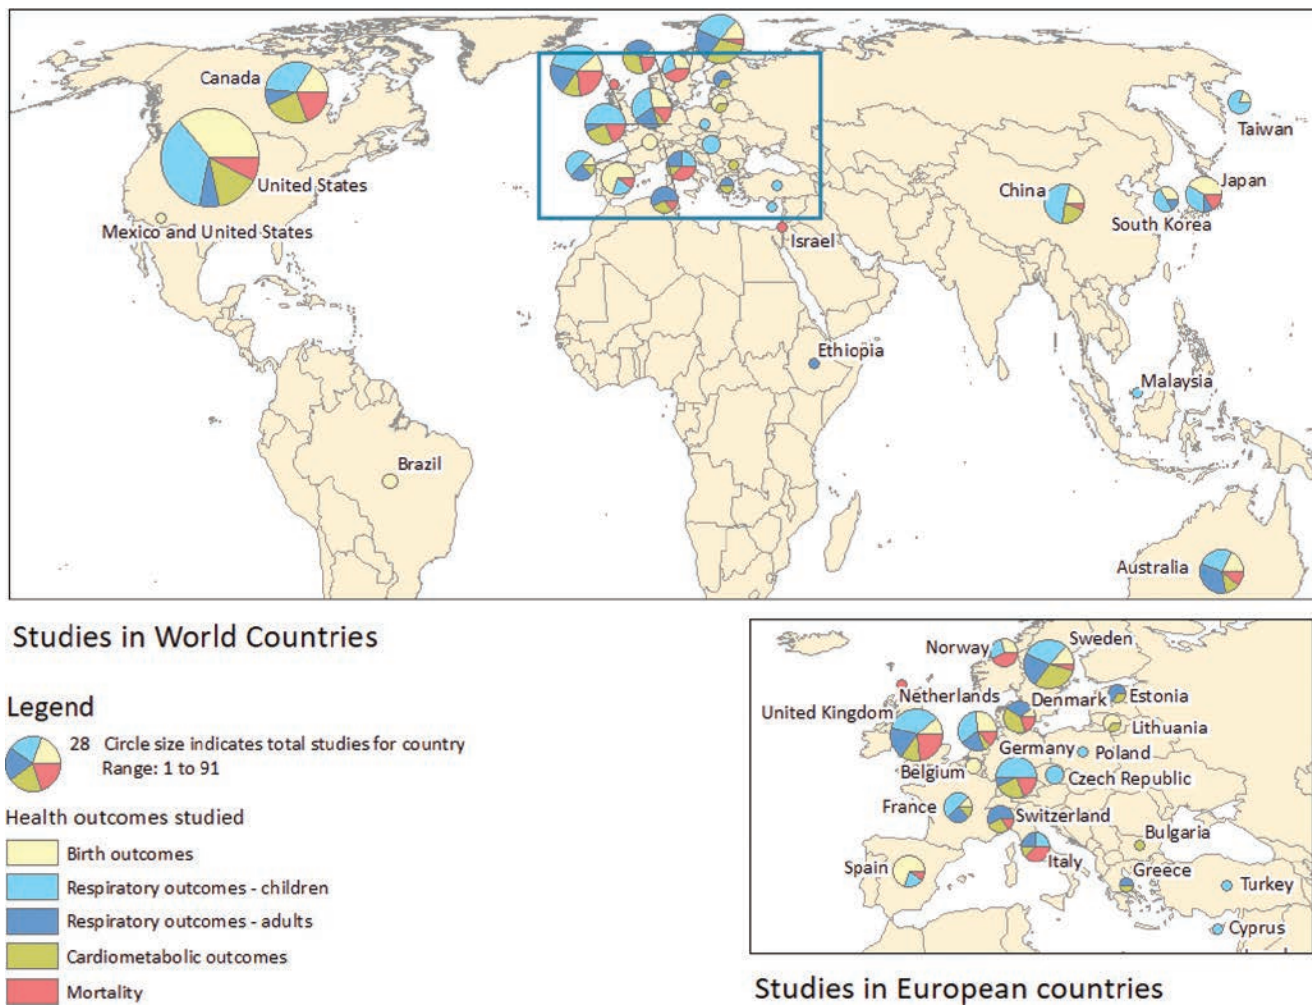 Canada
Taiwan
United States
China
Japan
Mexico and United States
South Korea
Israel
Ethiopia
Malaysia
Brazil
Australia
Studies in World Countries
Legend
28 Circle size indicates total studies for country
Range: 1 to 91
Health outcomes studied
Birth outcomes
Respiratory outcomes - children
Respiratory outcomes - adults
Cardiometabolic outcomes
Mortality
Norway
Sweden
Netherlands
Denmark
Estonia
United Kingdom
Lithuania
Germany
Poland
Belgium
Czech Republic
France
Switzerland
Bulgaria
Spain
Italy
Greece
Turkey
Cyprus
Studies in European countries